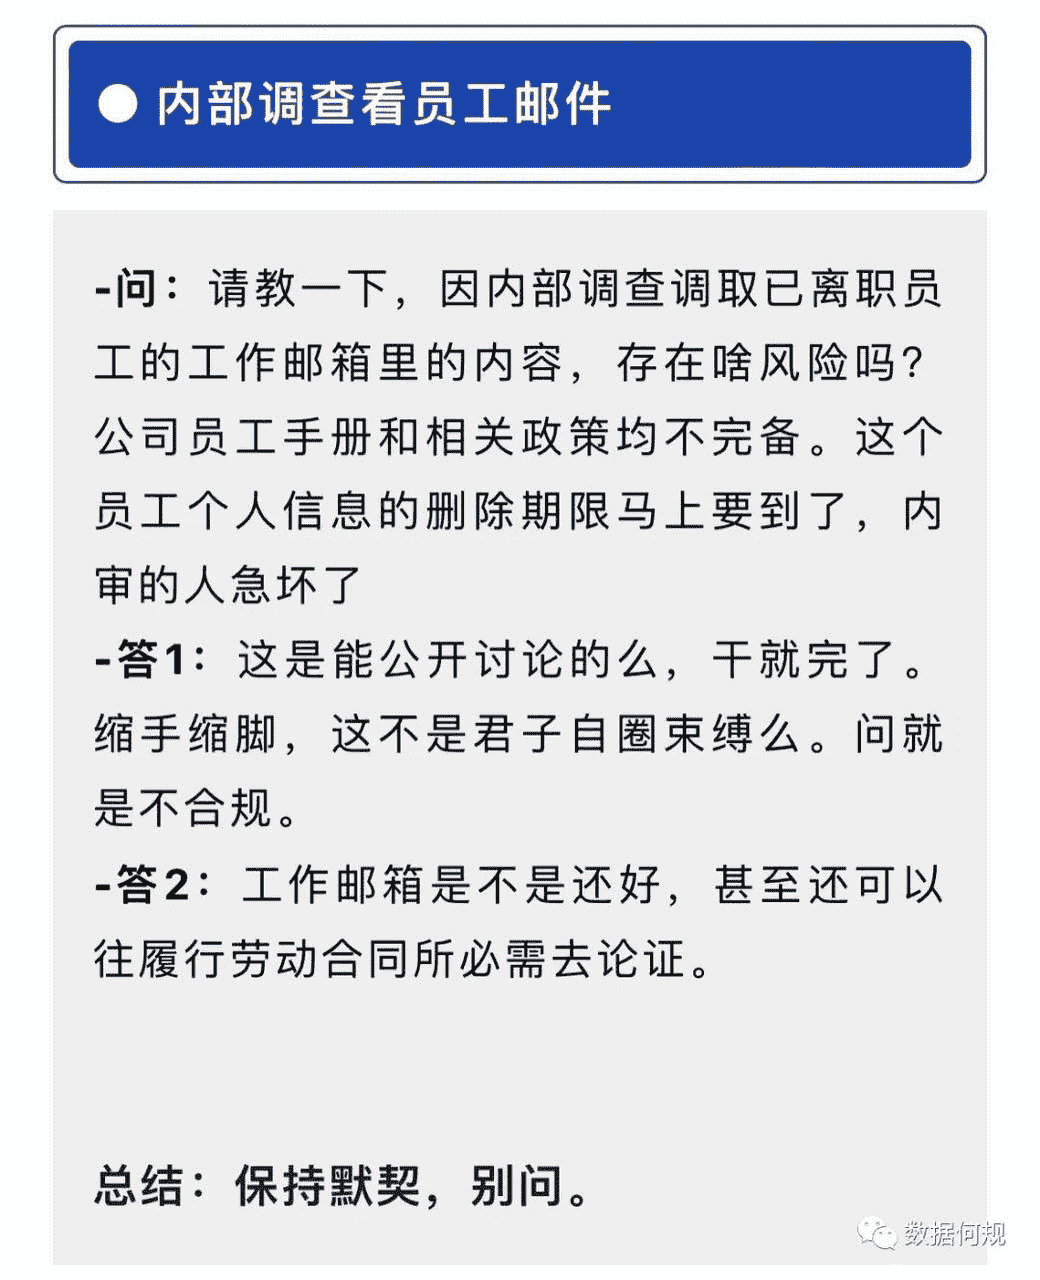 ● 内部调查看员工邮件
-问：请教一下，因内部调查调取已离职员
工的工作邮箱里的内容，存在啥风险吗？
公司员工手册和相关政策均不完备。这个
员工个人信息的删除期限马上要到了，内
审的人急坏了
-答1：这是能公开讨论的么，干就完了。
缩手缩脚，这不是君子自圈束缚么。问就
是不合规。
-答2：工作邮箱是不是还好，甚至还可以
往履行劳动合同所必需去论证。
总结：保持默契，别问。
数据何规